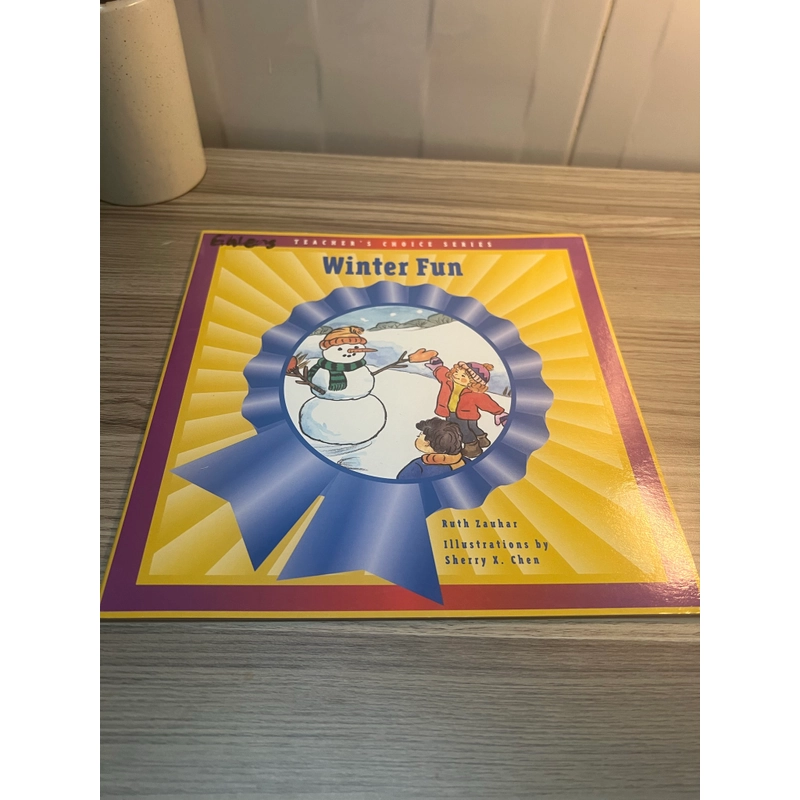 TEACHER'S CHOICE SERIES
Winter Fun
Ruth Zauhar
Illustrations by
Sherry X. Chen